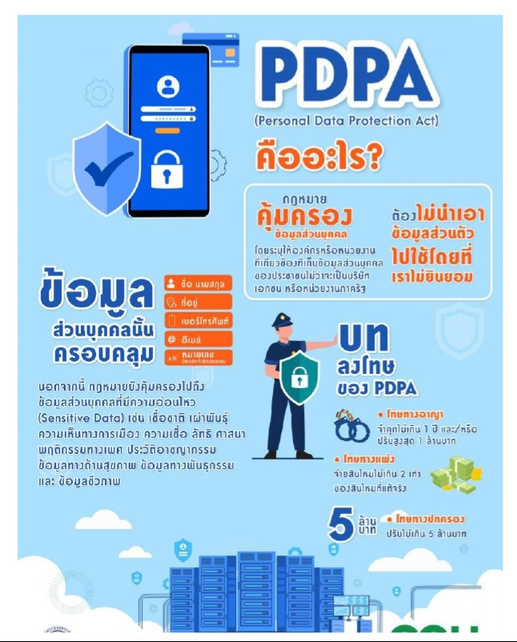 PDPA
(Personal Data Protection Act)
คืออะไร?
กฎหมาย
คุ้มครอง
ข้อมูลส่วนบุคคล
โดยระบุให้องค์กรหรือหน่วยงาน
ที่เกี่ยวข้องที่เก็บข้อมูลส่วนบุคคล
ของประชาชนไม่ว่าจะเป็นบริษัท
เอกชน หรือหน่วยงานภาครัฐ
ต้องไม่นำเอา
ข้อมูลส่วนตัว
ไปใช้โดยที่
เราไม่ยินยอม
ข้อมูล
ส่วนบุคคลนั้น
ครอบคลุม
ชื่อ นามสกุล
ที่อยู่
เบอร์โทรศัพท์
อีเมล์
หมายเลข
นอกจากนี้ กฎหมายยังคุ้มครองไปถึง
ข้อมูลส่วนบุคคลที่มีความอ่อนไหว
(Sensitive Data) เช่น เชื้อชาติ เผ่าพันธุ์
ความเห็นทางการเมือง ความเชื่อ ลัทธิ ศาสนา
พฤติกรรมทางเพศ ประวัติอาชญากรรม
ข้อมูลทางด้านสุขภาพ ข้อมูลทางพันธุกรรม
และ ข้อมูลชีวภาพ
บท
ลงโทษ
ของ PDPA
• โทษทางอาญา
จำคุกไม่เกิน 1 ปี และ/หรือ
ปรับสูงสุด 1 ล้านบาท
• โทษทางแพ่ง
จ่ายสินไหมไม่เกิน 2 เท่า
ของสินไหมที่แท้จริง
5 ล้านบาท
• โทษทางปกครอง
ปรับไม่เกิน 5 ล้านบาท